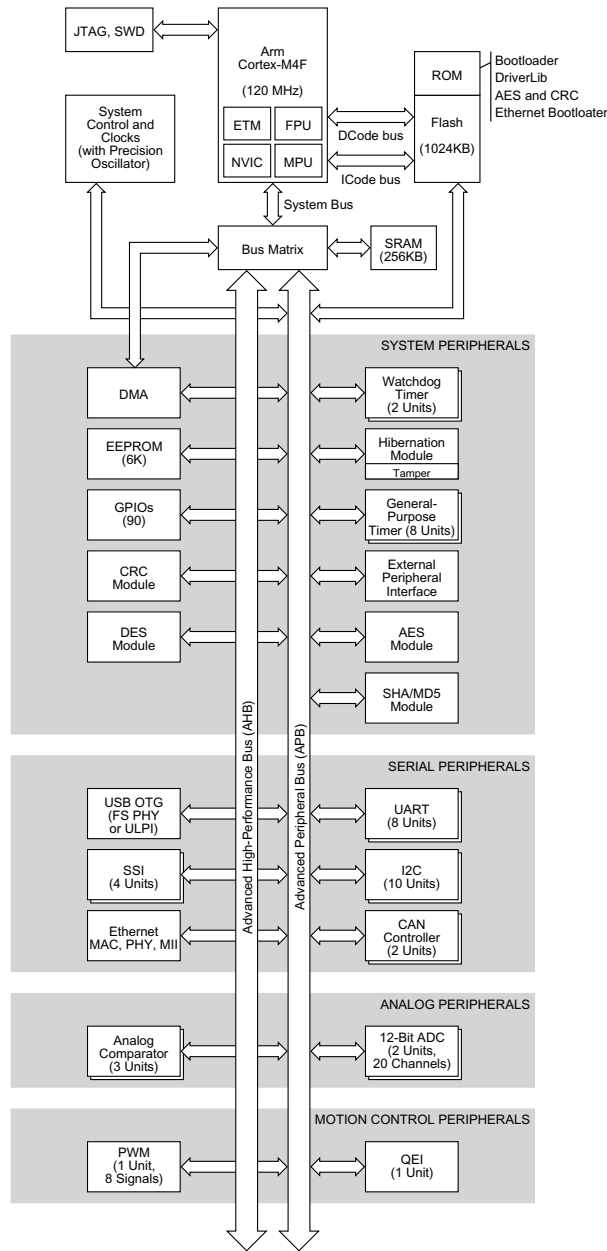 JTAG, SWD
Arm
Cortex-M4F
(120 MHz)
ETM
FPU
NVIC
MPU
ROM
Flash
(1024KB)
Bootloader
DriverLib
AES and CRC
Ethernet Bootloater
System
Control and
Clocks
(with Precision
Oscillator)
DCode bus
ICode bus
System Bus
Bus Matrix
SRAM
(256KB)
SYSTEM PERIPHERALS
DMA
Watchdog
Timer
(2 Units)
EEPROM
(6K)
Hibernation
Module
Tamper
GPIOs
(90)
General-
Purpose
Timer (8 Units)
CRC
Module
External
Peripheral
Interface
DES
Module
AES
Module
SHA/MD5
Module
Advanced High-Performance Bus (AHB)
Advanced Peripheral Bus (APB)
SERIAL PERIPHERALS
USB OTG
(FS PHY
or ULPI)
UART
(8 Units)
SSI
(4 Units)
I2C
(10 Units)
Ethernet
MAC, PHY, MII
CAN
Controller
(2 Units)
ANALOG PERIPHERALS
Analog
Comparator
(3 Units)
12-Bit ADC
(2 Units,
20 Channels)
MOTION CONTROL PERIPHERALS
PWM
(1 Unit,
8 Signals)
QEI
(1 Unit)